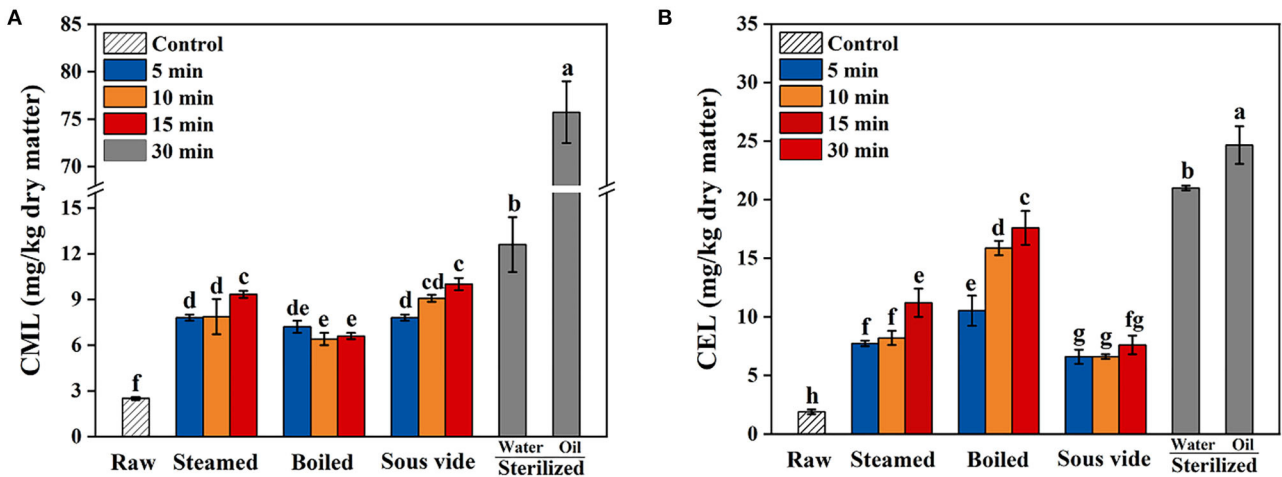 A
CML (mg/kg dry matter)
85
80
75
70
15
12
9
6
3
0
Control
5 min
10 min
15 min
30 min
f
d
d
c
de
e
e
d
cd
c
b
a
Raw
Steamed
Boiled
Sous vide
Water
Oil
Sterilized
B
CEL (mg/kg dry matter)
35
30
25
20
15
10
5
0
Control
5 min
10 min
15 min
30 min
h
f
f
e
e
d
c
g
g
fg
b
a
Raw
Steamed
Boiled
Sous vide
Water
Oil
Sterilized